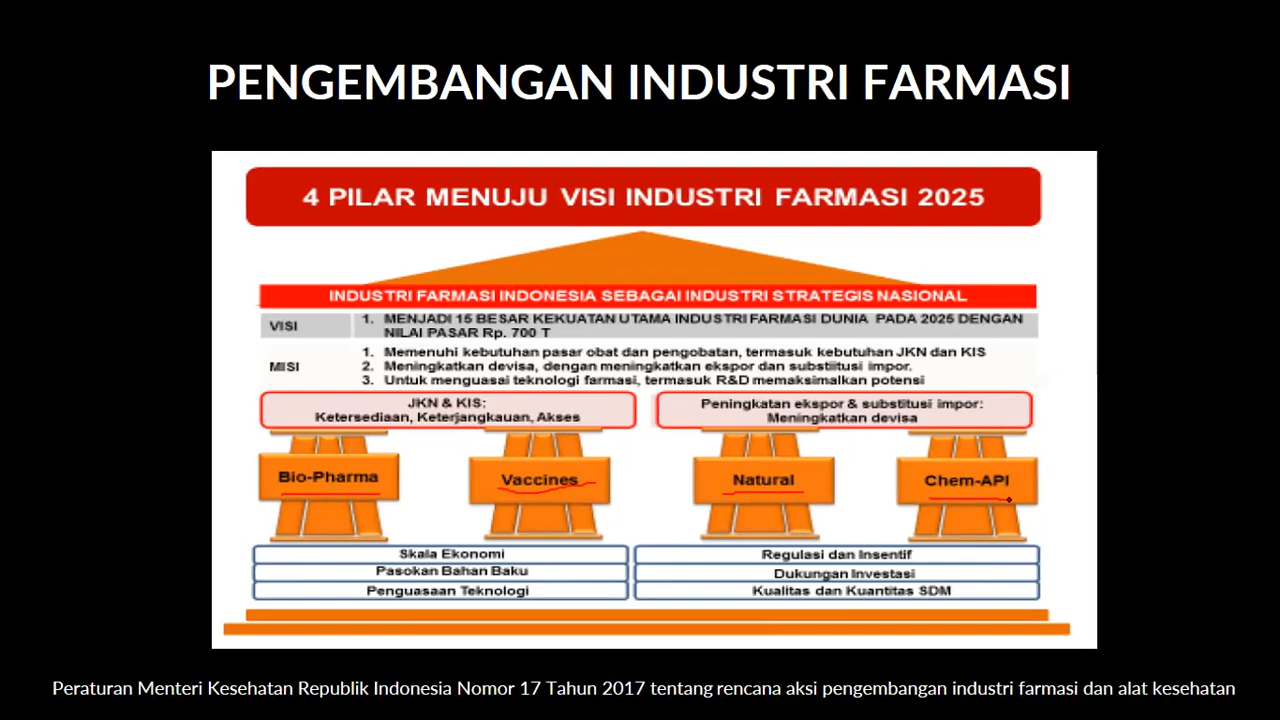 PENGEMBANGAN INDUSTRI FARMASI
4 PILAR MENUJU VISI INDUSTRI FARMASI 2025
INDUSTRI FARMASI INDONESIA SEBAGAI INDUSTRI STRATEGIS NASIONAL
VISI
1. MENJADI 15 BESAR KEKUATAN UTAMA INDUSTRI FARMASI DUNIA PADA 2025 DENGAN
NILAI PASAR Rp. 700 T
MISI
1. Memenuhi kebutuhan pasar obat dan pengobatan, termasuk kebutuhan JKN dan KIS
2. Meningkatkan devisa, dengan meningkatkan ekspor dan substiitusi impor.
3. Untuk menguasai teknologi farmasi, termasuk R&D memaksimalkan potensi
JKN & KIS:
Ketersediaan, Keterjangkauan, Akses
Peningkatan ekspor & substitusi impor:
Meningkatkan devisa
Bio-Pharma
Vaccines
Natural
Chem-API
Skala Ekonomi
Pasokan Bahan Baku
Penguasaan Teknologi
Regulasi dan Insentif
Dukungan Investasi
Kualitas dan Kuantitas SDM
Peraturan Menteri Kesehatan Republik Indonesia Nomor 17 Tahun 2017 tentang rencana aksi pengembangan industri farmasi dan alat kesehatan